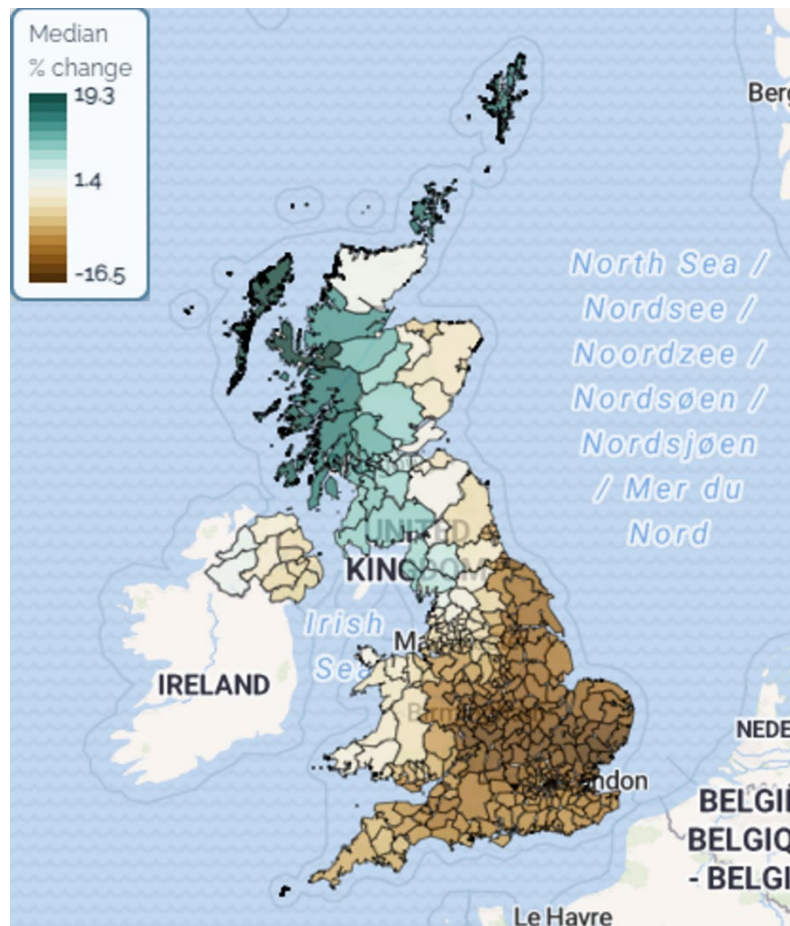 Median
% change
19.3
1.4
-16.5
Berg
North Sea /
Nordsee /
Noordzee /
Nordsøen /
Nordsjøen
/ Mer du
Nord
UNITED
KINGDOM
Irish
Sea
IRELAND
NEDE
BELGI
BELGIQ
- BELGI
Le Havre